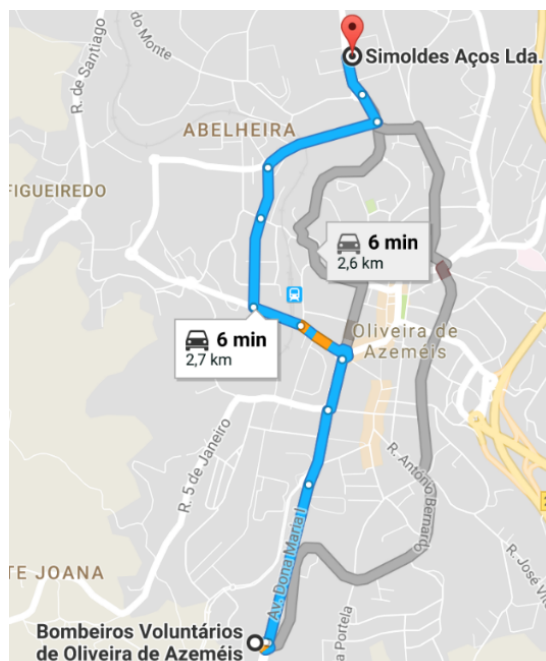 Simoldes Aços Lda.
R. de Santiago
do Monte
ABELHEIRA
FIGUEIREDO
6 min
2,6 km
6 min
2,7 km
Oliveira de
Azeméis
R. 5 de Janeiro
R. António Bernardo
Av. Dona Maria I
TE JOANA
R. José Vita
a Portela
Bombeiros Voluntários
de Oliveira de Azeméis